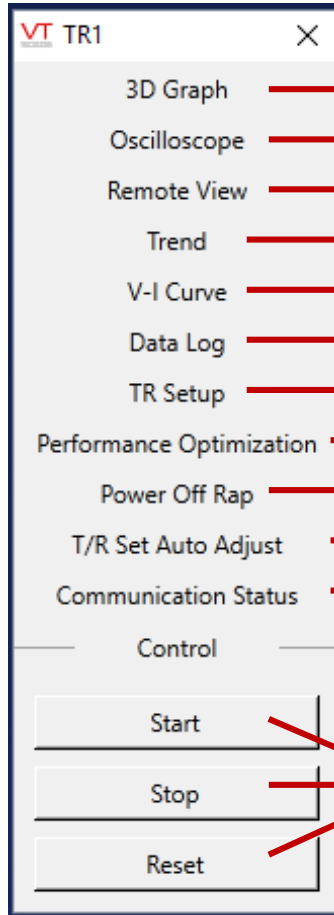 VT TR1
3D Graph
Oscilloscope
Remote View
Trend
V-I Curve
Data Log
TR Setup
Performance Optimization
Power Off Rap
T/R Set Auto Adjust
Communication Status
Control
Start
Stop
Reset